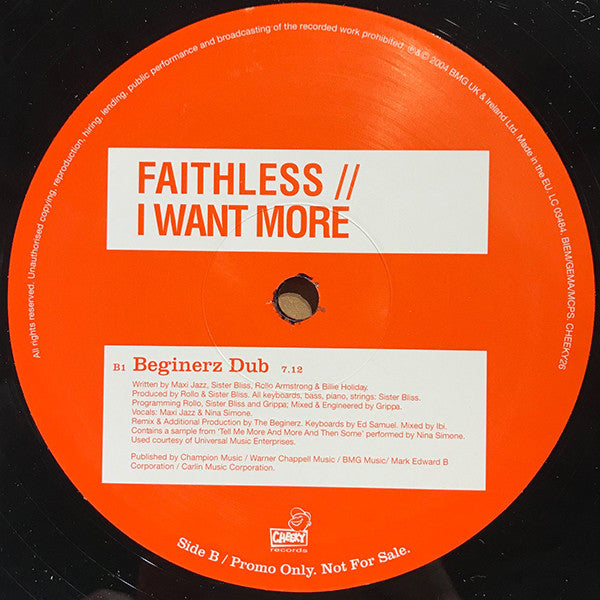 All rights reserved. Unauthorised copying, reproduction, hiring, lending, public performance and broadcasting of the recorded work prohibited. ℗&© 2004 BMG UK & Ireland Ltd. Made in the EU. LC 03484. BIEM/GEMA/MCPS. CHEEKY26
FAITHLESS //
I WANT MORE
B1 Beginerz Dub 7.12
Written by Maxi Jazz, Sister Bliss, Rollo Armstrong & Billie Holiday.
Produced by Rollo & Sister Bliss. All keyboards, bass, piano, strings: Sister Bliss.
Programming Rollo, Sister Bliss and Grippa; Mixed & Engineered by Grippa.
Vocals: Maxi Jazz & Nina Simone.
Remix & Additional Production by The Beginerz. Keyboards by Ed Samuel. Mixed by Ibi.
Contains a sample from 'Tell Me More And More And Then Some' performed by Nina Simone.
Used courtesy of Universal Music Enterprises.
Published by Champion Music / Warner Chappell Music / BMG Music/ Mark Edward B
Corporation / Carlin Music Corporation.
CHEEKY
records
Side B / Promo Only. Not For Sale.